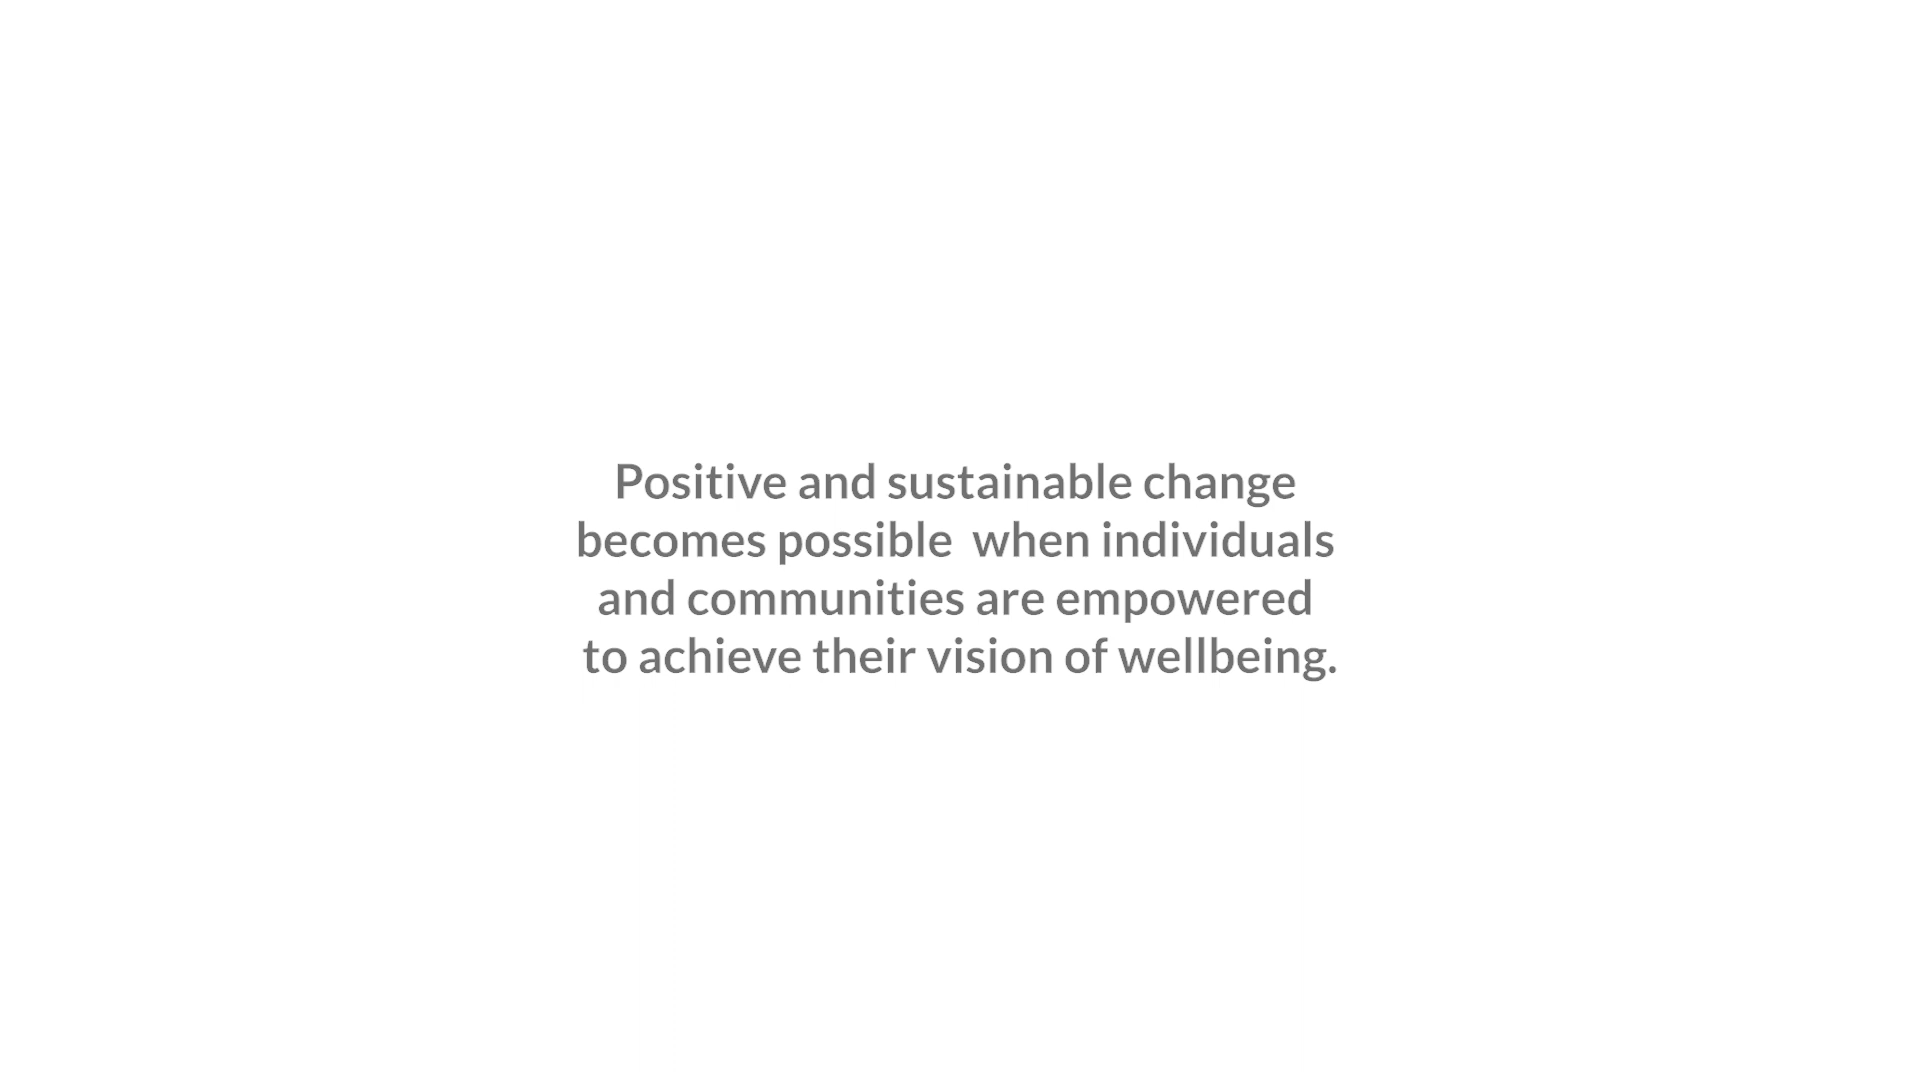 Positive and sustainable change
becomes possible  when individuals
and communities are empowered
to achieve their vision of wellbeing.